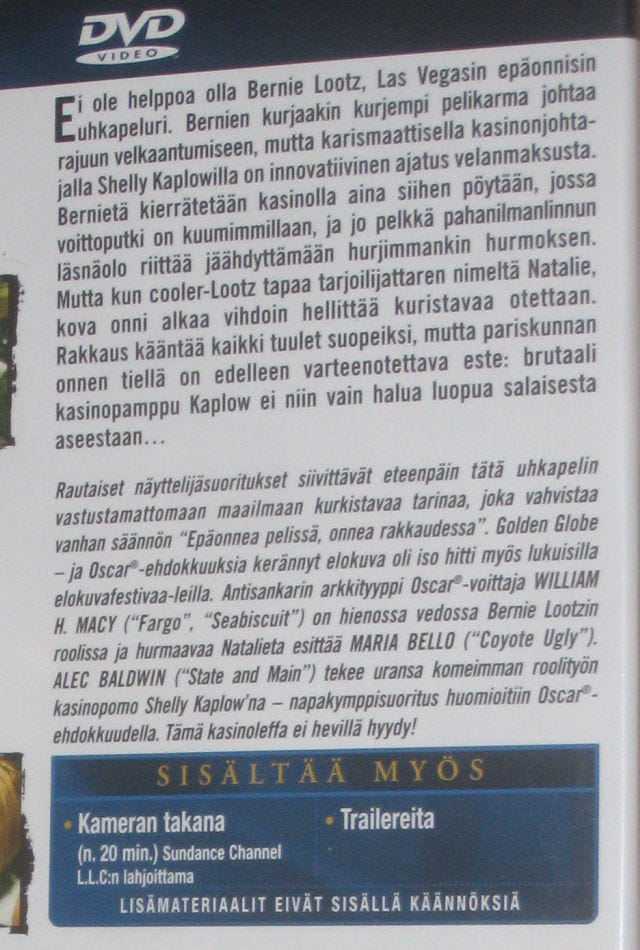 DVD
VIDEO
Ei ole helppoa olla Bernie Lootz, Las Vegasin epäonnisin
uhkapeluri. Bernien kurjaakin kurjempi pelikarma johtaa
rajuun velkaantumiseen, mutta karismaattisella kasinonjohta-
jalla Shelly Kaplowilla on innovatiivinen ajatus velanmaksusta.
Bernietä kierrätetään kasinolla aina siihen pöytään, jossa
voittoputki on kuumimmillaan, ja jo pelkkä pahanilmanlinnun
läsnäolo riittää jäähdyttämään hurjimmankin hurmoksen.
Mutta kun cooler-Lootz tapaa tarjoilijattaren nimeltä Natalie,
kova onni alkaa vihdoin hellittää kuristavaa otettaan.
Rakkaus kääntää kaikki tuulet suopeiksi, mutta pariskunnan
onnen tiellä on edelleen varteenotettava este: brutaali
kasinopamppu Kaplow ei niin vain halua luopua salaisesta
aseestaan...
Rautaiset näyttelijäsuoritukset siivittävät eteenpäin tätä uhkapelin
vastustamattomaan maailmaan kurkistavaa tarinaa, joka vahvistaa
vanhan säännön "Epäonnea pelissä, onnea rakkaudessa". Golden Globe
– ja Oscar®-ehdokkuuksia kerännyt elokuva oli iso hitti myös lukuisilla
elokuvafestivaa-leilla. Antisankarin arkkityyppi Oscar®-voittaja WILLIAM
H. MACY ("Fargo", "Seabiscuit") on hienossa vedossa Bernie Lootzin
roolissa ja hurmaavaa Natalieta esittää MARIA BELLO ("Coyote Ugly").
ALEC BALDWIN ("State and Main") tekee uransa komeimman roolityön
kasinopomo Shelly Kaplow'na – napakymppisuoritus huomioitiin Oscar®-
ehdokkuudella. Tämä kasinoleffa ei hevillä hyydy!
SISÄLTÄÄ MYÖS
• Kameran takana
(n. 20 min.) Sundance Channel
L.L.C:n lahjoittama
• Trailereita
LISÄMATERIAALIT EIVÄT SISÄLLÄ KÄÄNNÖKSIÄ